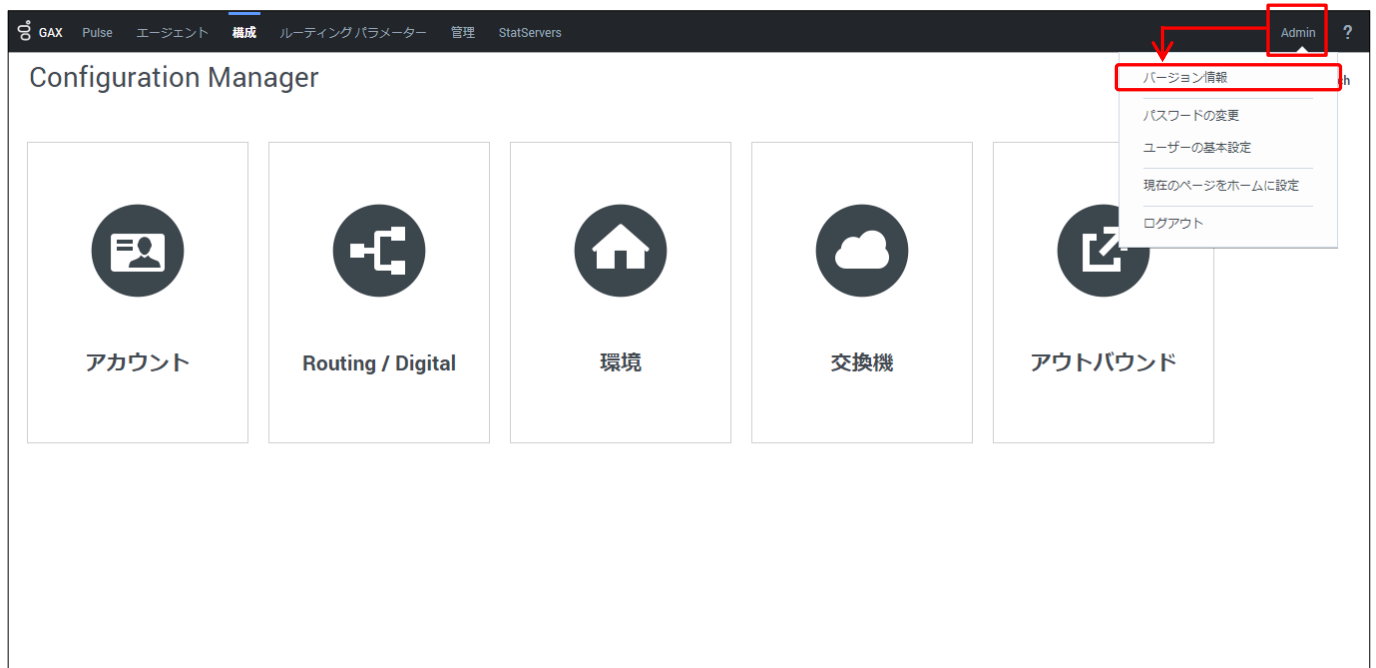 GAX Pulse エージェント 構成 ルーティング パラメーター 管理 StatServers Admin ?
Configuration Manager
バージョン情報
ch
パスワードの変更
ユーザーの基本設定
現在のページをホームに設定
ログアウト
アカウント Routing / Digital 環境 交換機 アウトバウンド